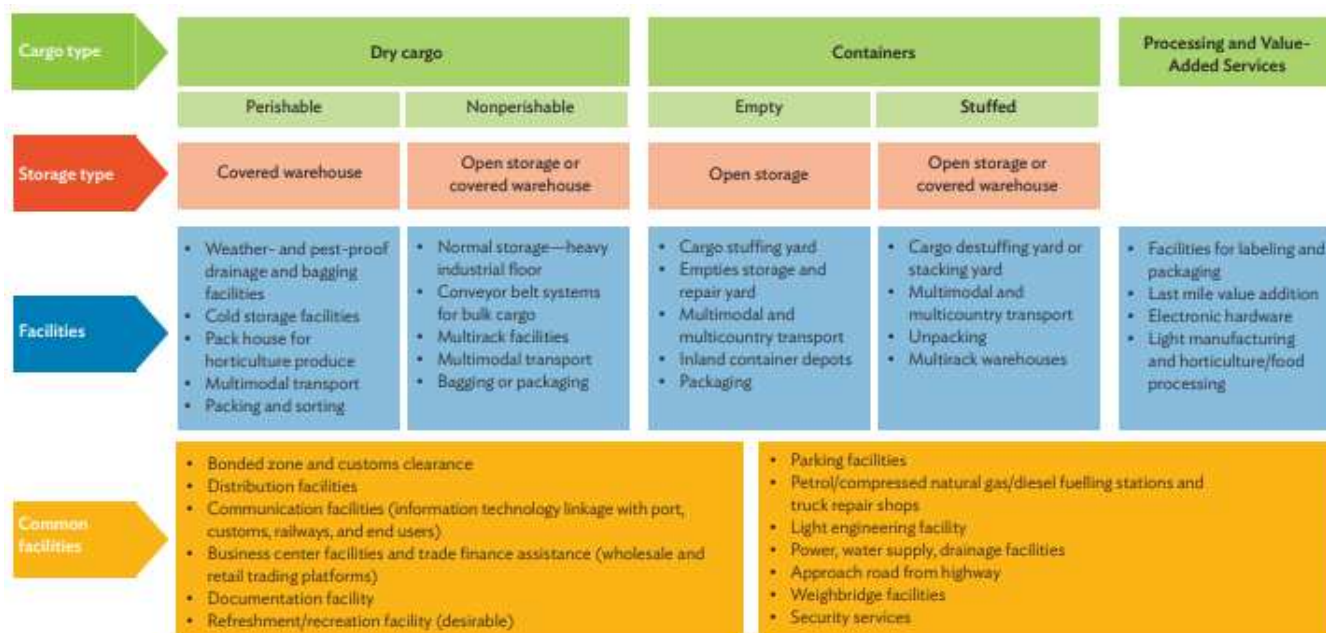 Cargo type
Dry cargo
Containers
Processing and Value-
Added Services
Perishable
Nonperishable
Empty
Stuffed
Storage type
Covered warehouse
Open storage or
covered warehouse
Open storage
Open storage or
covered warehouse
Facilities
• Weather- and pest-proof
drainage and bagging
facilities
• Cold storage facilities
• Pack house for
horticulture produce
• Multimodal transport
• Packing and sorting
• Normal storage—heavy
industrial floor
• Conveyor belt systems
for bulk cargo
• Multirack facilities
• Multimodal transport
• Bagging or packaging
• Cargo stuffing yard
• Empties storage and
repair yard
• Multimodal and
multicountry transport
• Inland container depots
• Packaging
• Cargo destuffing yard or
stacking yard
• Multimodal and
multicountry transport
• Unpacking
• Multirack warehouses
• Facilities for labeling and
packaging
• Last mile value addition
• Electronic hardware
• Light manufacturing
and horticulture/food
processing
Common
facilities
• Bonded zone and customs clearance
• Distribution facilities
• Communication facilities (information technology linkage with port,
customs, railways, and end users)
• Business center facilities and trade finance assistance (wholesale and
retail trading platforms)
• Documentation facility
• Refreshment/recreation facility (desirable)
• Parking facilities
• Petrol/compressed natural gas/diesel fuelling stations and
truck repair shops
• Light engineering facility
• Power, water supply, drainage facilities
• Approach road from highway
• Weighbridge facilities
• Security services